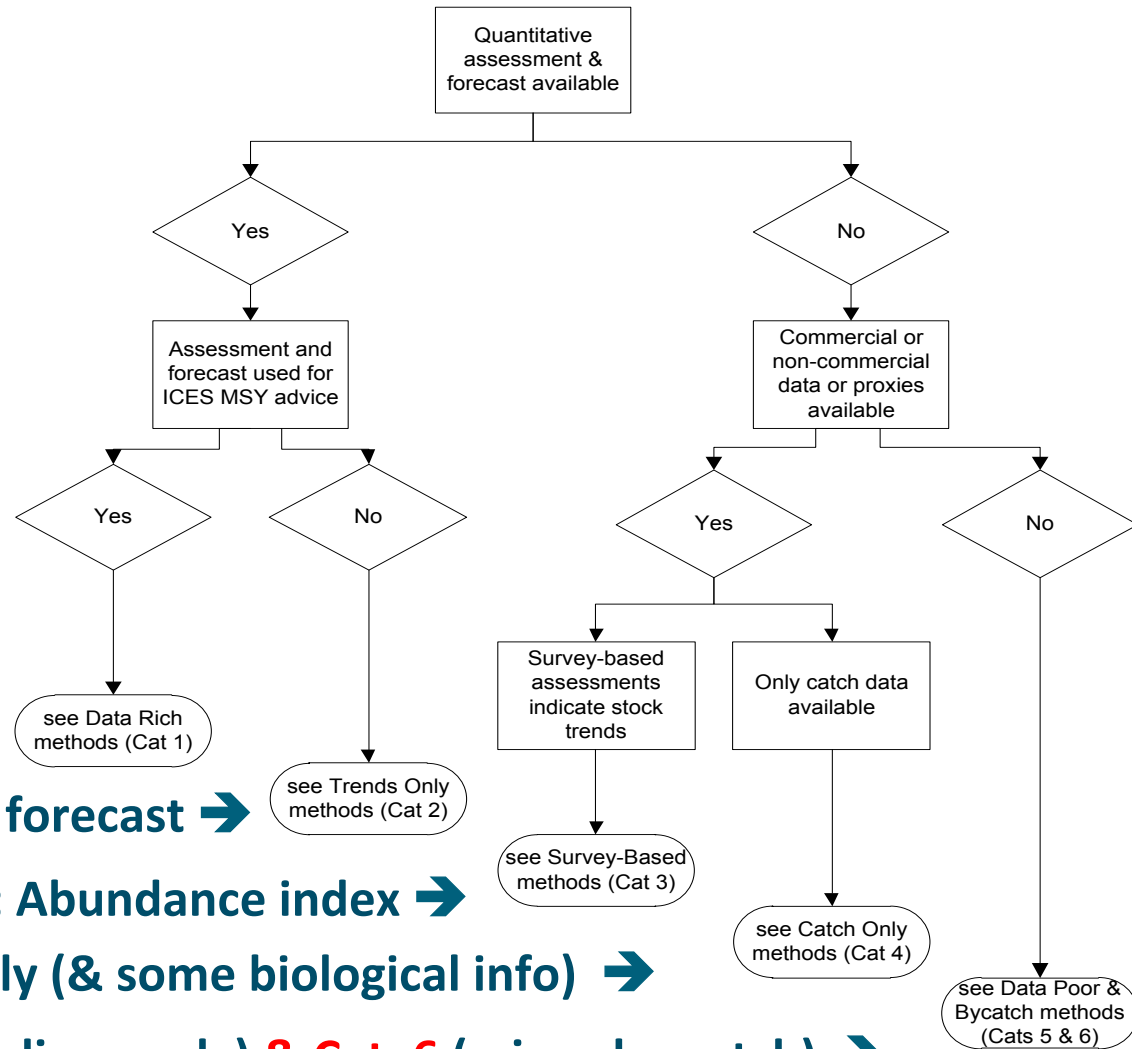 Quantitative
assessment &
forecast available
Yes
No
Assessment and
forecast used for
ICES MSY advice
Commercial or
non-commercial
data or proxies
available
Yes
No
Yes
No
Survey-based
assessments
indicate stock
trends
Only catch data
available
see Data Rich
methods (Cat 1)
see Trends Only
methods (Cat 2)
forecast ➔
see Survey-Based
methods (Cat 3)
Abundance index ➔
see Catch Only
methods (Cat 4)
ly (& some biological info) ➔
see Data Poor &
Bycatch methods
(Cats 5 & 6)